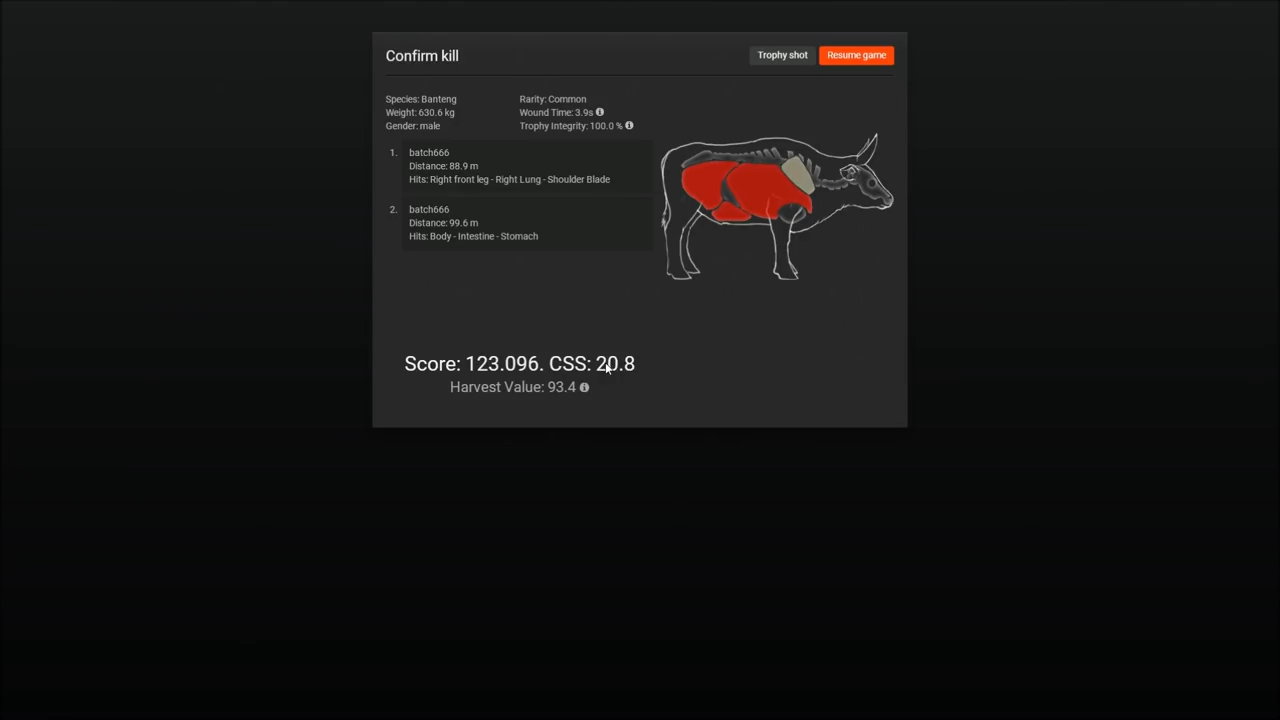 Confirm kill
Trophy shot
Resume game
Species: Banteng
Rarity: Common
Weight: 630.6 kg
Wound Time: 3.9s
Gender: male
Trophy Integrity: 100.0 %
1. batch666
Distance: 88.9 m
Hits: Right front leg - Right Lung - Shoulder Blade
2. batch666
Distance: 99.6 m
Hits: Body - Intestine - Stomach
Score: 123.096. CSS: 20.8
Harvest Value: 93.4